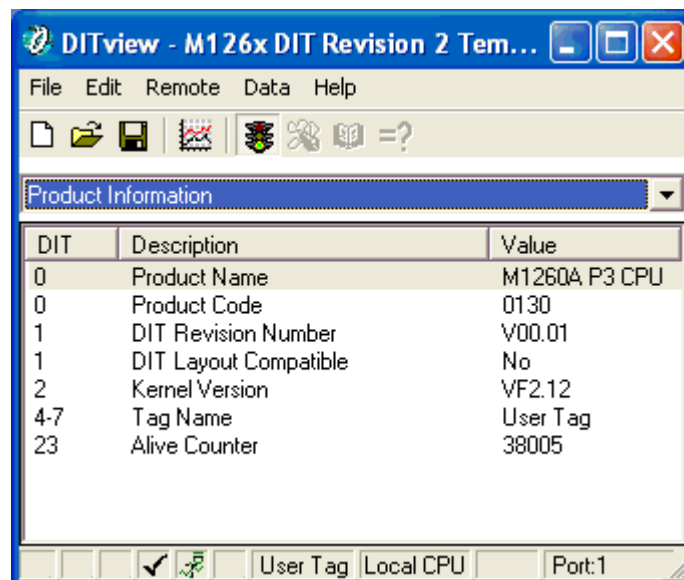 DITview - M126x DIT Revision 2 Tem...
File Edit Remote Data Help
=?
Product Information
DIT Description Value
0 Product Name M1260A P3 CPU
0 Product Code 0130
1 DIT Revision Number V00.01
1 DIT Layout Compatible No
2 Kernel Version VF2.12
4-7 Tag Name User Tag
23 Alive Counter 38005
User Tag Local CPU Port:1